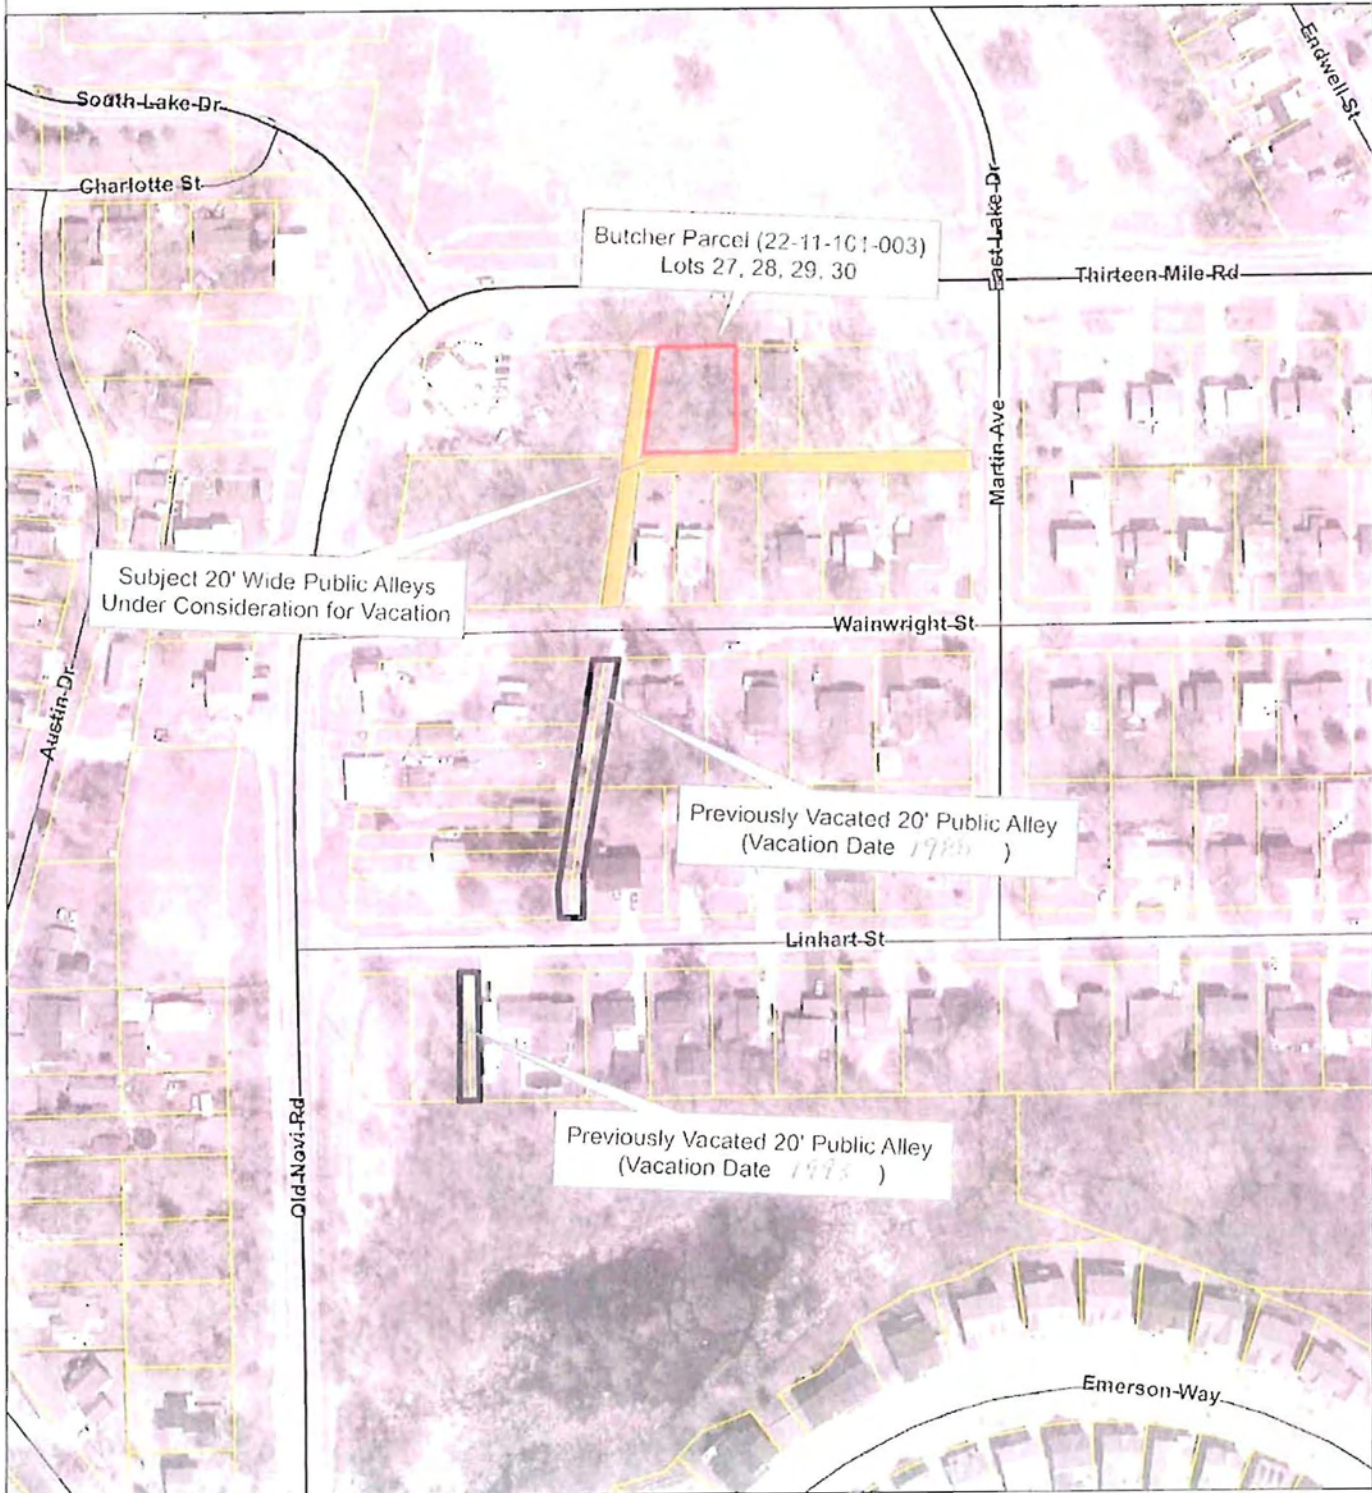 South Lake Dr
Charlotte St
Endwell St
East Lake Dr
Butcher Parcel (22-11-101-003)
Lots 27, 28, 29, 30
Thirteen Mile Rd
Martin Ave
Subject 20' Wide Public Alleys
Under Consideration for Vacation
Wainwright St
Austin Dr
Previously Vacated 20' Public Alley
(Vacation Date )
Linhart St
Old Novi Rd
Previously Vacated 20' Public Alley
(Vacation Date )
Emerson Way